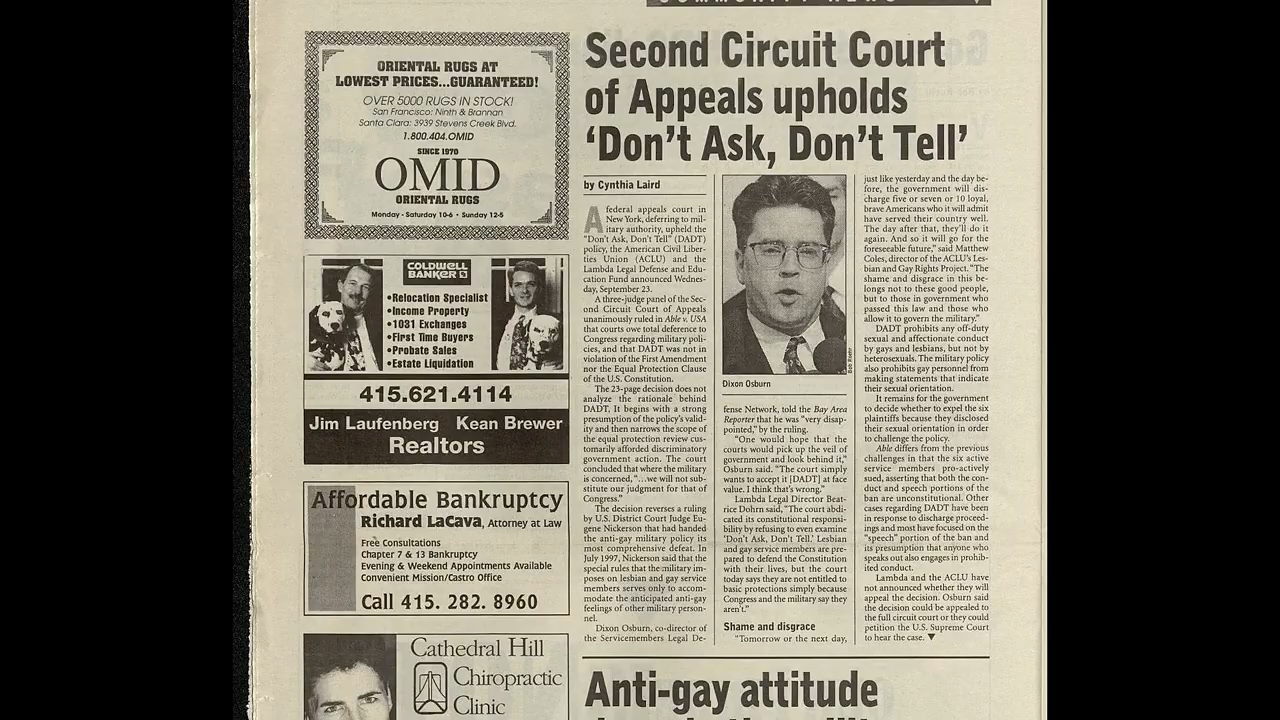 COMMUNITY NEWS
ORIENTAL RUGS AT
LOWEST PRICES...GUARANTEED!
OVER 5000 RUGS IN STOCK!
San Francisco: Ninth & Brannan
Santa Clara: 3939 Stevens Creek Blvd.
1.800.404.OMID
SINCE 1970
OMID
ORIENTAL RUGS
Monday - Saturday 10-6 • Sunday 12-5
COLDWELL
BANKER
•Relocation Specialist
•Income Property
•1031 Exchanges
•First Time Buyers
•Probate Sales
•Estate Liquidation
415.621.4114
Jim Laufenberg Kean Brewer
Realtors
Affordable Bankruptcy
Richard LaCava, Attorney at Law
Free Consultations
Chapter 7 & 13 Bankruptcy
Evening & Weekend Appointments Available
Convenient Mission/Castro Office
Call 415. 282. 8960
Cathedral Hill
Chiropractic
Clinic
Second Circuit Court
of Appeals upholds
‘Don’t Ask, Don’t Tell’
by Cynthia Laird
A federal appeals court in
New York, deferring to mil-
itary authority, upheld the
“Don’t Ask, Don’t Tell” (DADT)
policy, the American Civil Liber-
ties Union (ACLU) and the
Lambda Legal Defense and Edu-
cation Fund announced Wednes-
day, September 23.
A three-judge panel of the Sec-
ond Circuit Court of Appeals
unanimously ruled in Able v. USA
that courts owe total deference to
Congress regarding military poli-
cies, and that DADT was not in
violation of the First Amendment
nor the Equal Protection Clause
of the U.S. Constitution.
The 23-page decision does not
analyze the rationale behind
DADT. It begins with a strong
presumption of the policy’s valid-
ity and then narrows the scope of
the equal protection review cus-
tomarily afforded discriminatory
government action. The court
concluded that where the military
is concerned, “...we will not sub-
stitute our judgment for that of
Congress.”
The decision reverses a ruling
by U.S. District Court Judge Eu-
gene Nickerson that had handed
the anti-gay military policy its
most comprehensive defeat. In
July 1997, Nickerson said that the
special rules that the military im-
poses on lesbian and gay service
members serves only to accom-
modate the anticipated anti-gay
feelings of other military person-
nel.
Dixon Osburn, co-director of
the Servicemembers Legal De-
Bob Roehr
Dixon Osburn
fense Network, told the Bay Area
Reporter that he was “very disap-
pointed,” by the ruling.
“One would hope that the
courts would pick up the veil of
government and look behind it,”
Osburn said. “The court simply
wants to accept it [DADT] at face
value. I think that’s wrong.”
Lambda Legal Director Beat-
rice Dohrn said, “The court abdi-
cated its constitutional responsi-
bility by refusing to even examine
‘Don’t Ask, Don’t Tell.’ Lesbian
and gay service members are pre-
pared to defend the Constitution
with their lives, but the court
today says they are not entitled to
basic protections simply because
Congress and the military say they
aren’t.”
Shame and disgrace
“Tomorrow or the next day,
just like yesterday and the day be-
fore, the government will dis-
charge five or seven or 10 loyal,
brave Americans who it will admit
have served their country well.
The day after that, they’ll do it
again. And so it will go for the
foreseeable future,” said Matthew
Coles, director of the ACLU’s Les-
bian and Gay Rights Project. “The
shame and disgrace in this be-
longs not to these good people,
but to those in government who
passed this law and those who
allow it to govern the military.”
DADT prohibits any off-duty
sexual and affectionate conduct
by gays and lesbians, but not by
heterosexuals. The military policy
also prohibits gay personnel from
making statements that indicate
their sexual orientation.
It remains for the government
to decide whether to expel the six
plaintiffs because they disclosed
their sexual orientation in order
to challenge the policy.
Able differs from the previous
challenges in that the six active
service members pro-actively
sued, asserting that both the con-
duct and speech portions of the
ban are unconstitutional. Other
cases regarding DADT have been
in response to discharge proceed-
ings and most have focused on the
“speech” portion of the ban and
its presumption that anyone who
speaks out also engages in prohib-
ited conduct.
Lambda and the ACLU have
not announced whether they will
appeal the decision. Osburn said
the decision could be appealed to
the full circuit court or they could
petition the U.S. Supreme Court
to hear the case. ▼
Anti-gay attitude